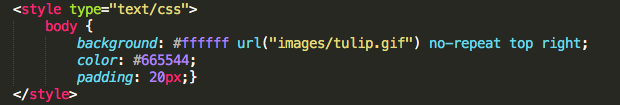 <style type="text/css">
body {
background: #ffffff url("images/tulip.gif") no-repeat top right;
color: #665544;
padding: 20px;}
</style>